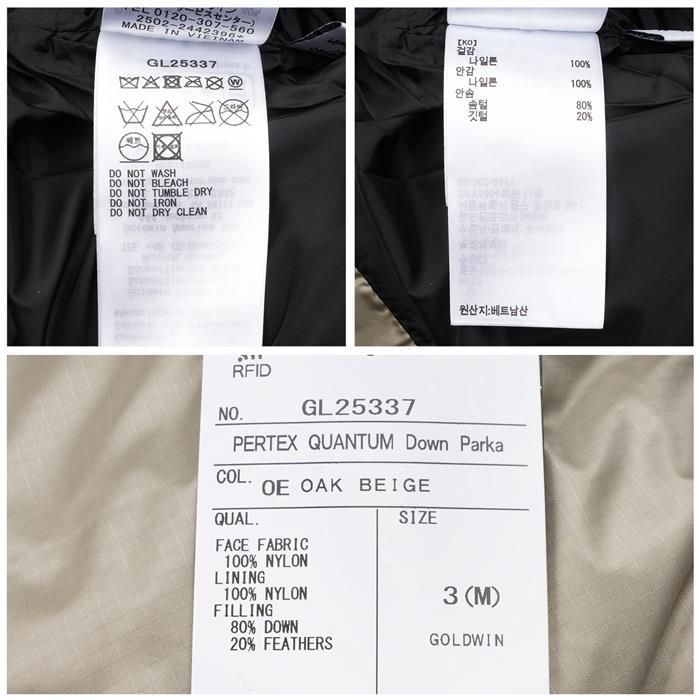 TEL 0120-307-560
2502-2442396*
MADE IN VIETNAM
GL25337
DO NOT WASH
DO NOT BLEACH
DO NOT TUMBLE DRY
DO NOT IRON
DO NOT DRY CLEAN
[KO]
겉감
나일론 100%
안감
나일론 100%
안솜
솜털 80%
깃털 20%
원산지:베트남산
RFID
NO. GL25337
PERTEX QUANTUM Down Parka
COL. OE OAK BEIGE
QUAL.
FACE FABRIC
100% NYLON
LINING
100% NYLON
FILLING
80% DOWN
20% FEATHERS
SIZE
3(M)
GOLDWIN